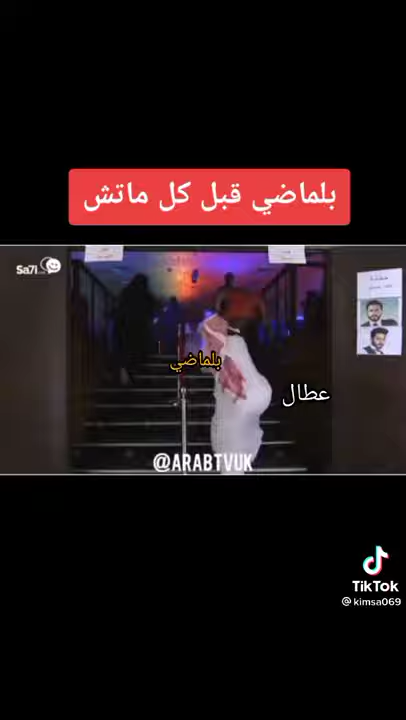 بلماضي قبل كل ماتش
Sa7i
بلماضي
عطال
@ARABTVUK
TikTok
@kimsa069